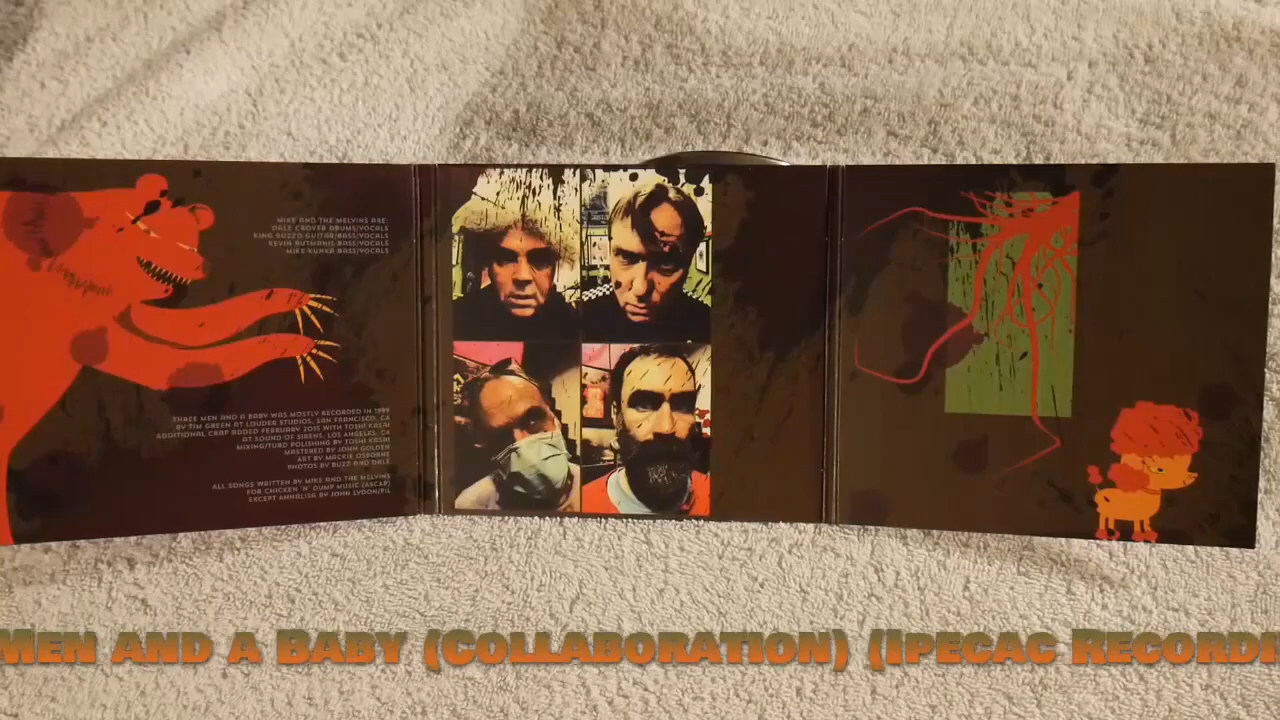 MIKE AND THE MELVINS ARE:
DALE CROVER DRUMS/VOCALS
KING BUZZO GUITAR/BASS/VOCALS
KEVIN RUTMANIS BASS/VOCALS
MIKE KUNKA BASS/VOCALS
THREE MEN AND A BABY WAS MOSTLY RECORDED IN 1999
BY TIM GREEN AT LOUDER STUDIOS, SAN FRANCISCO, CA
ADDITIONAL CRAP ADDED FEBRUARY 2015 WITH TOSHI KASAI
AT SOUND OF SIRENS, LOS ANGELES, CA
MIXING/TURD POLISHING BY TOSHI KASAI
MASTERED BY JOHN GOLDEN
ART BY MACKIE OSBORNE
PHOTOS BY BUZZ AND DALE
ALL SONGS WRITTEN BY MIKE AND THE MELVINS
FOR CHICKEN 'N' DUMP MUSIC (ASCAP)
EXCEPT ANNALISA BY JOHN LYDON/PIL
Men and a Baby (Collaboration) (Ipecac Recordi